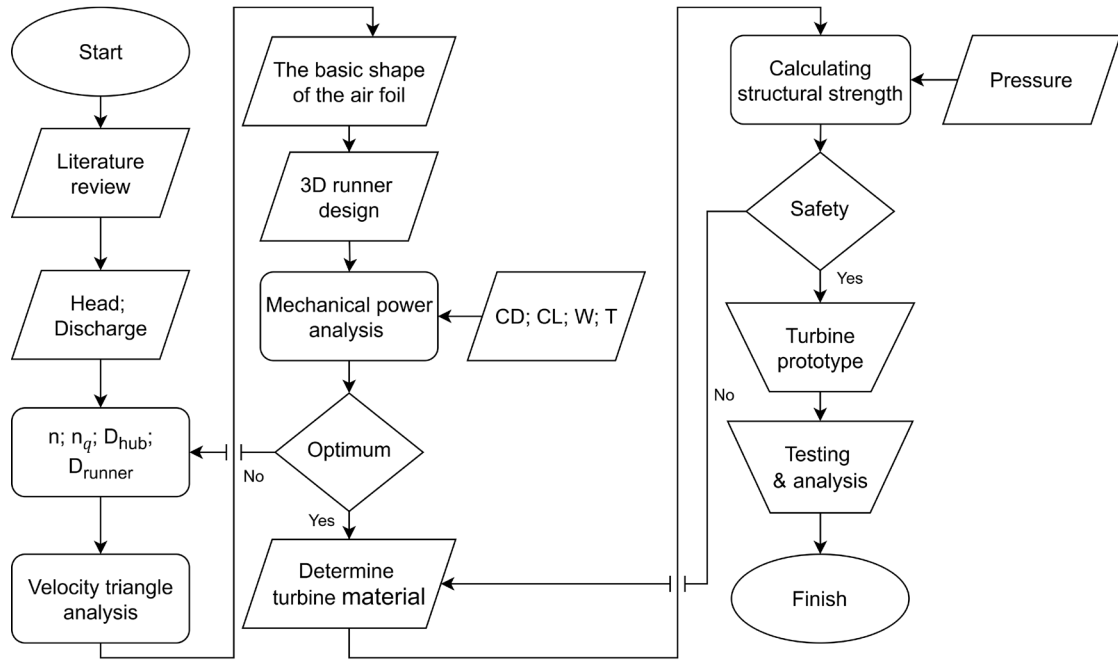 Start
Literature
review
Head;
Discharge
n; n_q; D_hub;
D_runner
Velocity triangle
analysis
The basic shape
of the air foil
3D runner
design
Mechanical power
analysis
CD; CL; W; T
Optimum
No
Yes
Determine
turbine material
Calculating
structural strength
Pressure
Safety
No
Yes
Turbine
prototype
Testing
& analysis
Finish